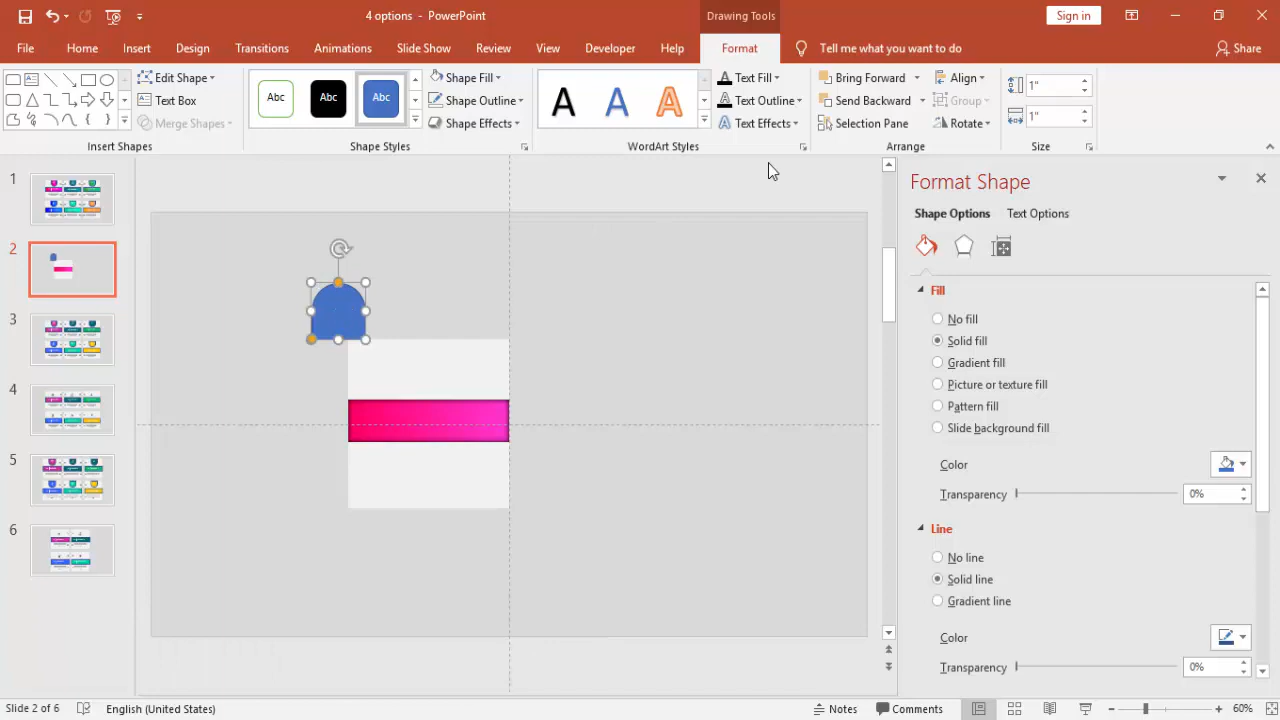 4 options - PowerPoint
Drawing Tools
Sign in
File
Home
Insert
Design
Transitions
Animations
Slide Show
Review
View
Developer
Help
Format
Tell me what you want to do
Share
Edit Shape
Text Box
Merge Shapes
Insert Shapes
Abc
Abc
Abc
Shape Fill
Shape Outline
Shape Effects
Shape Styles
A
A
A
Text Fill
Text Outline
Text Effects
WordArt Styles
Bring Forward
Send Backward
Selection Pane
Align
Group
Rotate
Arrange
1"
1"
Size
1
2
3
4
5
6
Format Shape
Shape Options
Text Options
Fill
No fill
Solid fill
Gradient fill
Picture or texture fill
Pattern fill
Slide background fill
Color
Transparency
0%
Line
No line
Solid line
Gradient line
Color
Transparency
0%
Slide 2 of 6
English (United States)
Notes
Comments
60%